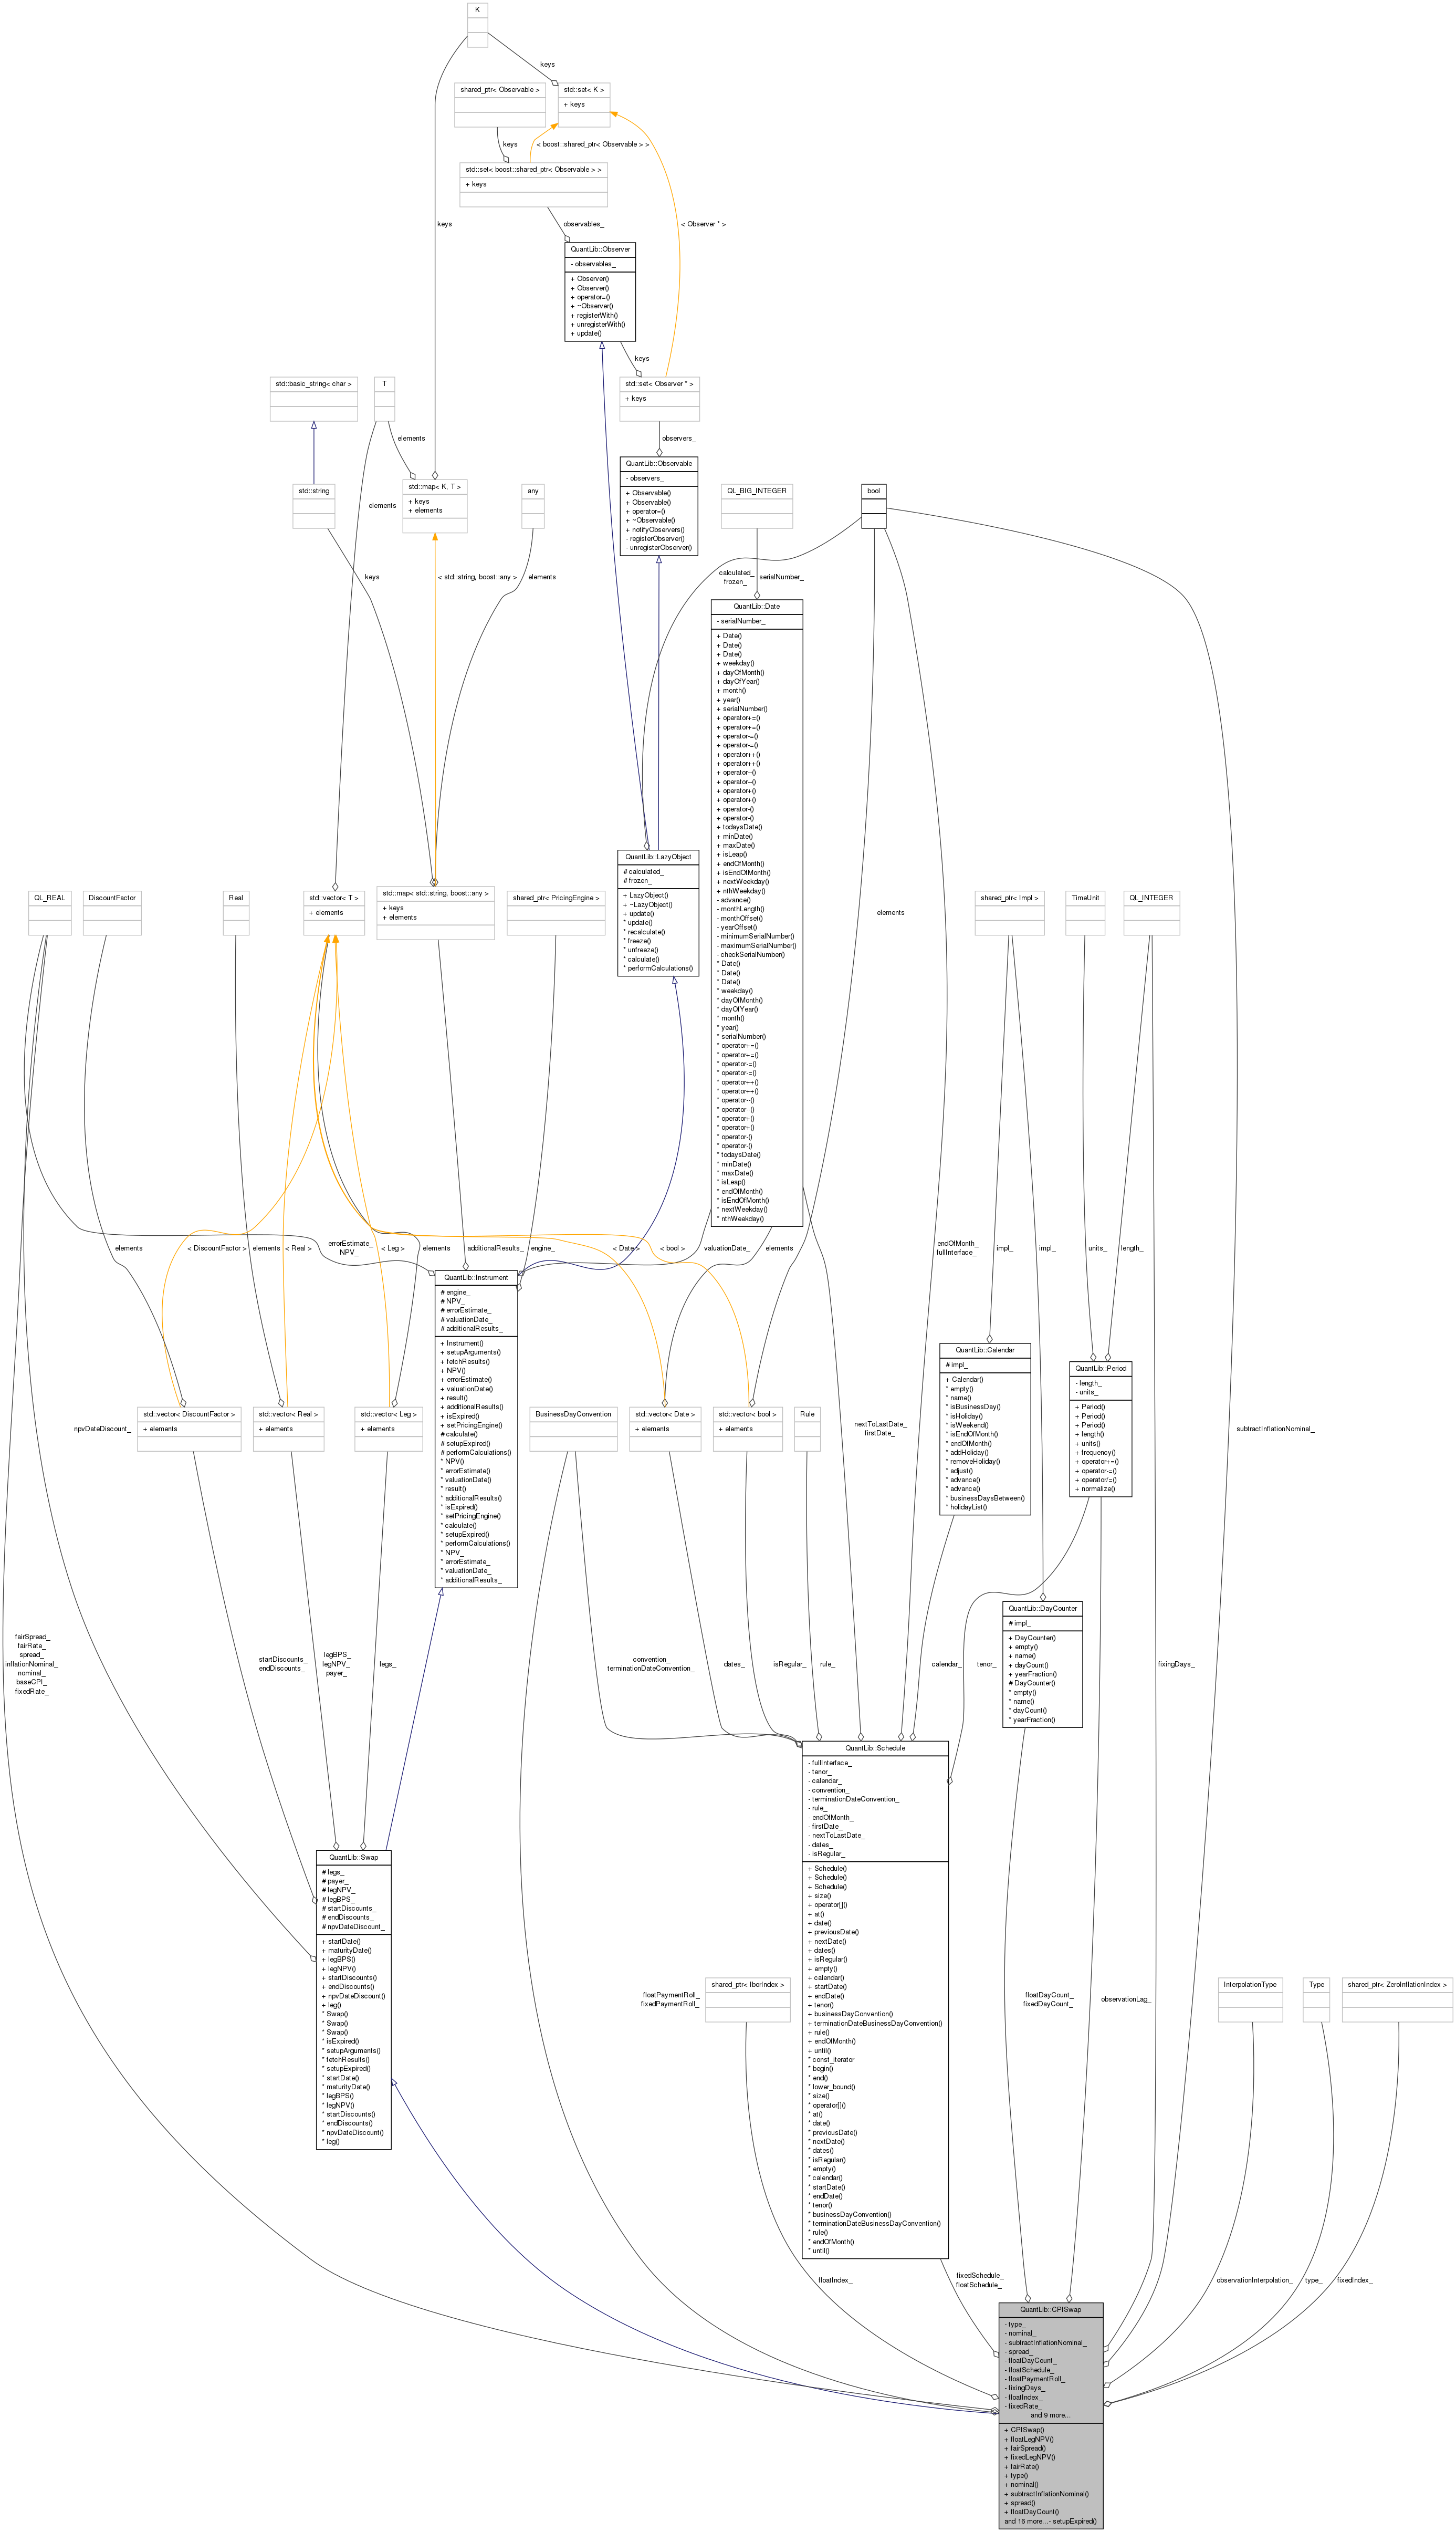 K
keys
shared_ptr< Observable >
std::set< K >
+ keys
keys
< boost::shared_ptr< Observable > >
std::set< boost::shared_ptr< Observable > >
+ keys
keys
observables_
< Observer * >
QuantLib::Observer
- observables_
+ Observer()
+ Observer()
+ operator=()
+ ~Observer()
+ registerWith()
+ unregisterWith()
+ update()
keys
std::basic_string< char >
T
std::set< Observer * >
+ keys
elements
observers_
QuantLib::Observable
- observers_
+ Observable()
+ Observable()
+ operator=()
+ ~Observable()
+ notifyObservers()
- registerObserver()
- unregisterObserver()
std::string
std::map< K, T >
+ keys
+ elements
any
QL_BIG_INTEGER
bool
elements
keys
< std::string, boost::any >
elements
calculated_
frozen_
serialNumber_
QuantLib::Date
- serialNumber_
+ Date()
+ Date()
+ Date()
+ weekday()
+ dayOfMonth()
+ dayOfYear()
+ month()
+ year()
+ serialNumber()
+ operator+=()
+ operator+=()
+ operator-=()
+ operator-=()
+ operator++()
+ operator++()
+ operator--()
+ operator--()
+ operator+()
+ operator+()
+ operator-()
+ operator-()
+ todaysDate()
+ minDate()
+ maxDate()
+ isLeap()
+ endOfMonth()
+ isEndOfMonth()
+ nextWeekday()
+ nthWeekday()
- advance()
- monthLength()
- monthOffset()
- yearOffset()
- minimumSerialNumber()
- maximumSerialNumber()
- checkSerialNumber()
* Date()
* Date()
* Date()
* weekday()
* dayOfMonth()
* dayOfYear()
* month()
* year()
* serialNumber()
* operator+=()
* operator+=()
* operator-=()
* operator-=()
* operator++()
* operator++()
* operator--()
* operator--()
* operator+()
* operator+()
* operator-()
* operator-()
* todaysDate()
* minDate()
* maxDate()
* isLeap()
* endOfMonth()
* isEndOfMonth()
* nextWeekday()
* nthWeekday()
QuantLib::LazyObject
# calculated_
# frozen_
+ LazyObject()
+ ~LazyObject()
+ update()
* update()
* recalculate()
* freeze()
* unfreeze()
* calculate()
* performCalculations()
QL_REAL
DiscountFactor
Real
std::vector< T >
+ elements
std::map< std::string, boost::any >
+ keys
+ elements
shared_ptr< PricingEngine >
elements
shared_ptr< Impl >
TimeUnit
QL_INTEGER
elements
< DiscountFactor >
elements
< Real >
errorEstimate_
NPV_
< Leg >
elements
additionalResults_
engine_
< Date >
< bool >
valuationDate_
elements
endOfMonth_
fullInterface_
impl_
impl_
units_
length_
QuantLib::Instrument
# engine_
# NPV_
# errorEstimate_
# valuationDate_
# additionalResults_
+ Instrument()
+ setupArguments()
+ fetchResults()
+ NPV()
+ errorEstimate()
+ valuationDate()
+ result()
+ additionalResults()
+ isExpired()
+ setPricingEngine()
# calculate()
# setupExpired()
# performCalculations()
* NPV()
* errorEstimate()
* valuationDate()
* result()
* additionalResults()
* isExpired()
* setPricingEngine()
* calculate()
* setupExpired()
* performCalculations()
* NPV_
* errorEstimate_
* valuationDate_
* additionalResults_
QuantLib::Calendar
# impl_
+ Calendar()
* empty()
* name()
* isBusinessDay()
* isHoliday()
* isWeekend()
* isEndOfMonth()
* endOfMonth()
* addHoliday()
* removeHoliday()
* adjust()
* advance()
* advance()
* businessDaysBetween()
* holidayList()
QuantLib::Period
- length_
- units_
+ Period()
+ Period()
+ Period()
+ length()
+ units()
+ frequency()
+ operator+=()
+ operator-=()
+ operator/=()
+ normalize()
npvDateDiscount_
std::vector< DiscountFactor >
+ elements
std::vector< Real >
+ elements
std::vector< Leg >
+ elements
BusinessDayConvention
std::vector< Date >
+ elements
std::vector< bool >
+ elements
Rule
nextToLastDate_
firstDate_
subtractInflationNominal_
QuantLib::DayCounter
# impl_
+ DayCounter()
+ empty()
+ name()
+ dayCount()
+ yearFraction()
# DayCounter()
* empty()
* name()
* dayCount()
* yearFraction()
fairSpread_
fairRate_
spread_
inflationNominal_
nominal_
baseCPI_
fixedRate_
startDiscounts_
endDiscounts_
legBPS_
legNPV_
payer_
legs_
convention_
terminationDateConvention_
dates_
isRegular_
rule_
calendar_
tenor_
fixingDays_
QuantLib::Schedule
- fullInterface_
- tenor_
- calendar_
- convention_
- terminationDateConvention_
- rule_
- endOfMonth_
- firstDate_
- nextToLastDate_
- dates_
- isRegular_
+ Schedule()
+ Schedule()
+ Schedule()
+ size()
+ operator[]()
+ at()
+ date()
+ previousDate()
+ nextDate()
+ dates()
+ isRegular()
+ empty()
+ calendar()
+ startDate()
+ endDate()
+ tenor()
+ businessDayConvention()
+ terminationDateBusinessDayConvention()
+ rule()
+ endOfMonth()
+ until()
* const_iterator
* begin()
* end()
* lower_bound()
* size()
* operator[]()
* at()
* date()
* previousDate()
* nextDate()
* dates()
* isRegular()
* empty()
* calendar()
* startDate()
* endDate()
* tenor()
* businessDayConvention()
* terminationDateBusinessDayConvention()
* rule()
* endOfMonth()
* until()
QuantLib::Swap
# legs_
# payer_
# legNPV_
# legBPS_
# startDiscounts_
# endDiscounts_
# npvDateDiscount_
+ startDate()
+ maturityDate()
+ legBPS()
+ legNPV()
+ startDiscounts()
+ endDiscounts()
+ npvDateDiscount()
+ leg()
* Swap()
* Swap()
* Swap()
* isExpired()
* setupArguments()
* fetchResults()
* setupExpired()
* startDate()
* maturityDate()
* legBPS()
* legNPV()
* startDiscounts()
* endDiscounts()
* npvDateDiscount()
* leg()
floatPaymentRoll_
fixedPaymentRoll_
shared_ptr< IborIndex >
floatDayCount_
fixedDayCount_
observationLag_
InterpolationType
Type
shared_ptr< ZeroInflationIndex >
floatIndex_
fixedSchedule_
floatSchedule_
observationInterpolation_
type_
fixedIndex_
QuantLib::CPISwap
- type_
- nominal_
- subtractInflationNominal_
- spread_
- floatDayCount_
- floatSchedule_
- floatPaymentRoll_
- fixingDays_
- floatIndex_
- fixedRate_
and 9 more...
+ CPISwap()
+ floatLegNPV()
+ fairSpread()
+ fixedLegNPV()
+ fairRate()
+ type()
+ nominal()
+ subtractInflationNominal()
+ spread()
+ floatDayCount()
and 16 more...- setupExpired()